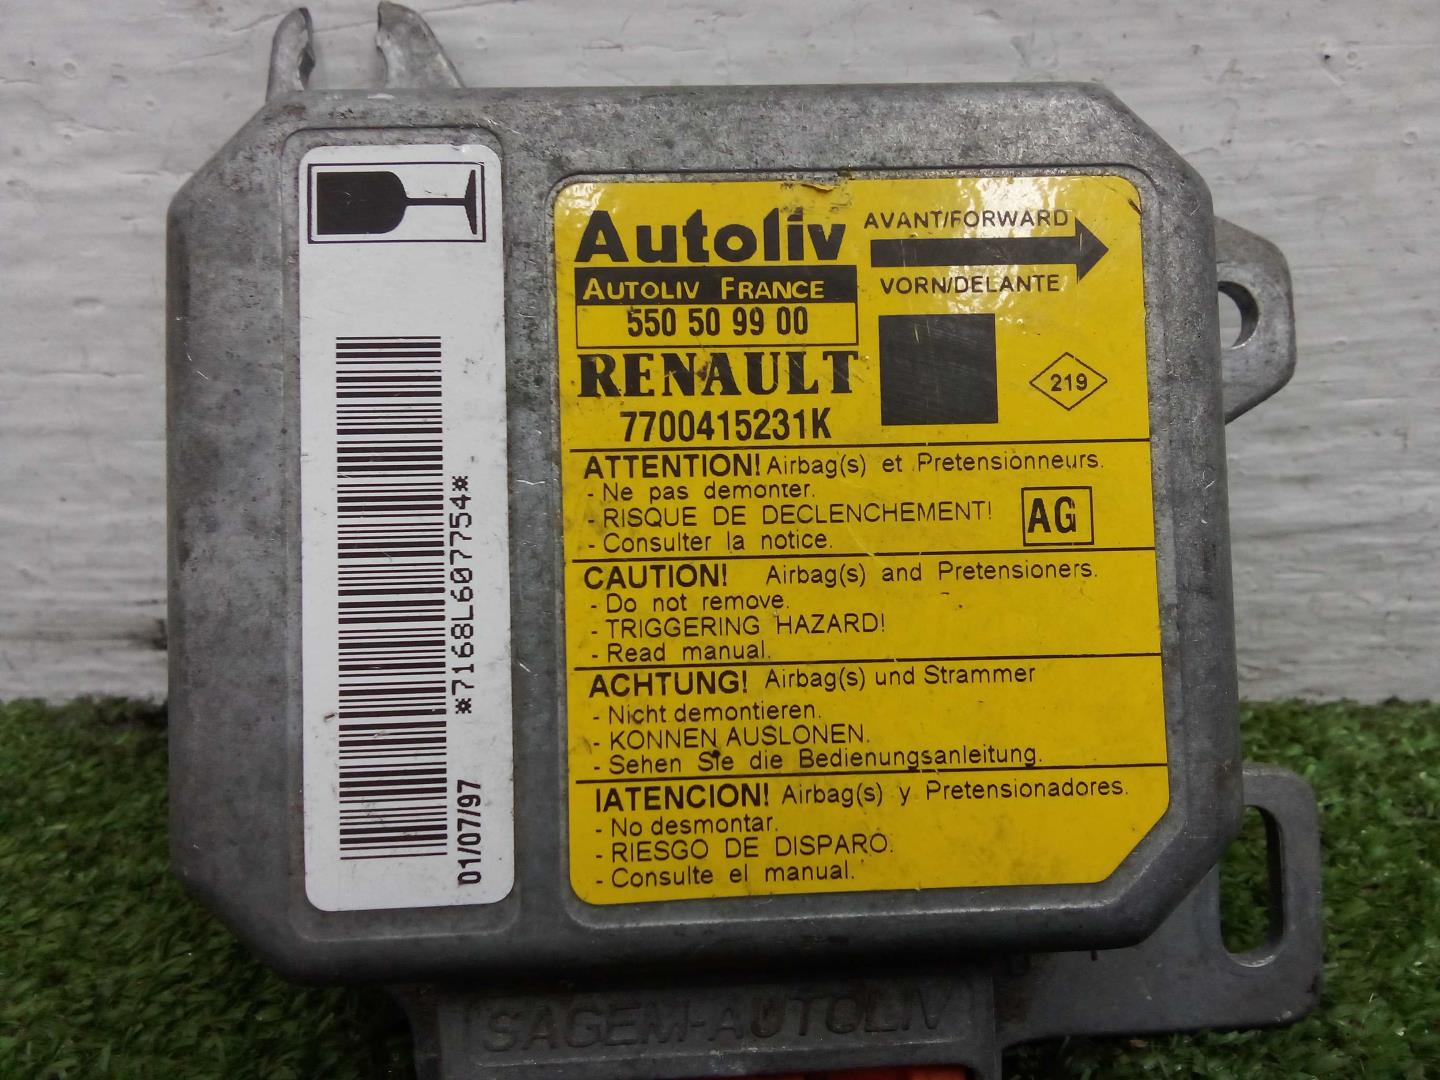 *7168L607754*
01/07/97
Autoliv
AUTOLIV FRANCE
550 50 99 00
RENAULT
7700415231K
AVANT/FORWARD
VORN/DELANTE
219
ATTENTION! Airbag(s) et Pretensionneurs.
- Ne pas demonter.
- RISQUE DE DECLENCHEMENT!
- Consulter la notice.
AG
CAUTION! Airbag(s) and Pretensioners.
- Do not remove.
- TRIGGERING HAZARD!
- Read manual.
ACHTUNG! Airbag(s) und Strammer
- Nicht demontieren.
- KONNEN AUSLONEN.
- Sehen Sie die Bedienungsanleitung.
IATENCION! Airbag(s) y Pretensionadores.
- No desmontar.
- RIESGO DE DISPARO.
- Consulte el manual.
SAGEM-AUTOLIV